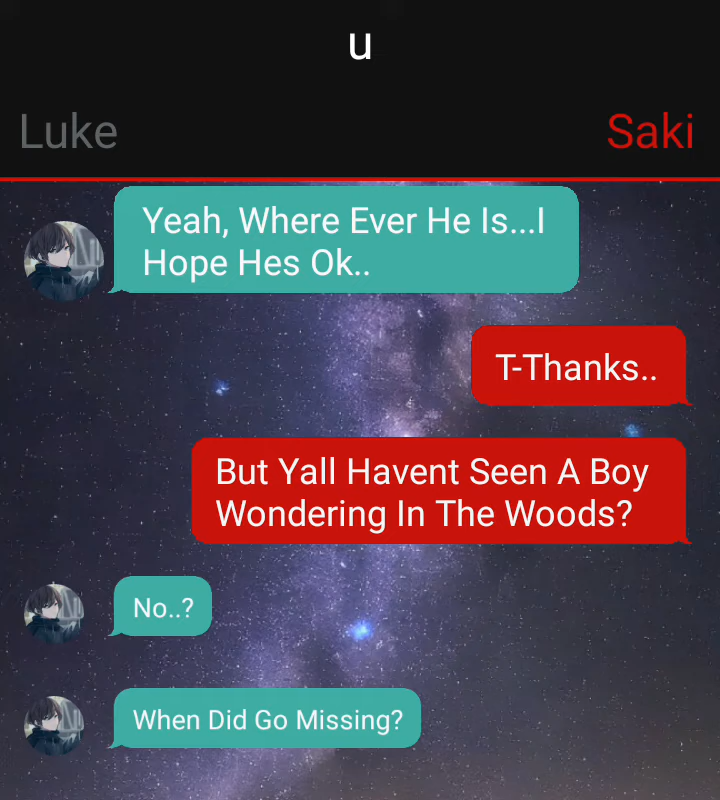 u
Luke
Saki
Yeah, Where Ever He Is...I
Hope Hes Ok..
T-Thanks..
But Yall Havent Seen A Boy
Wondering In The Woods?
No..?
When Did Go Missing?